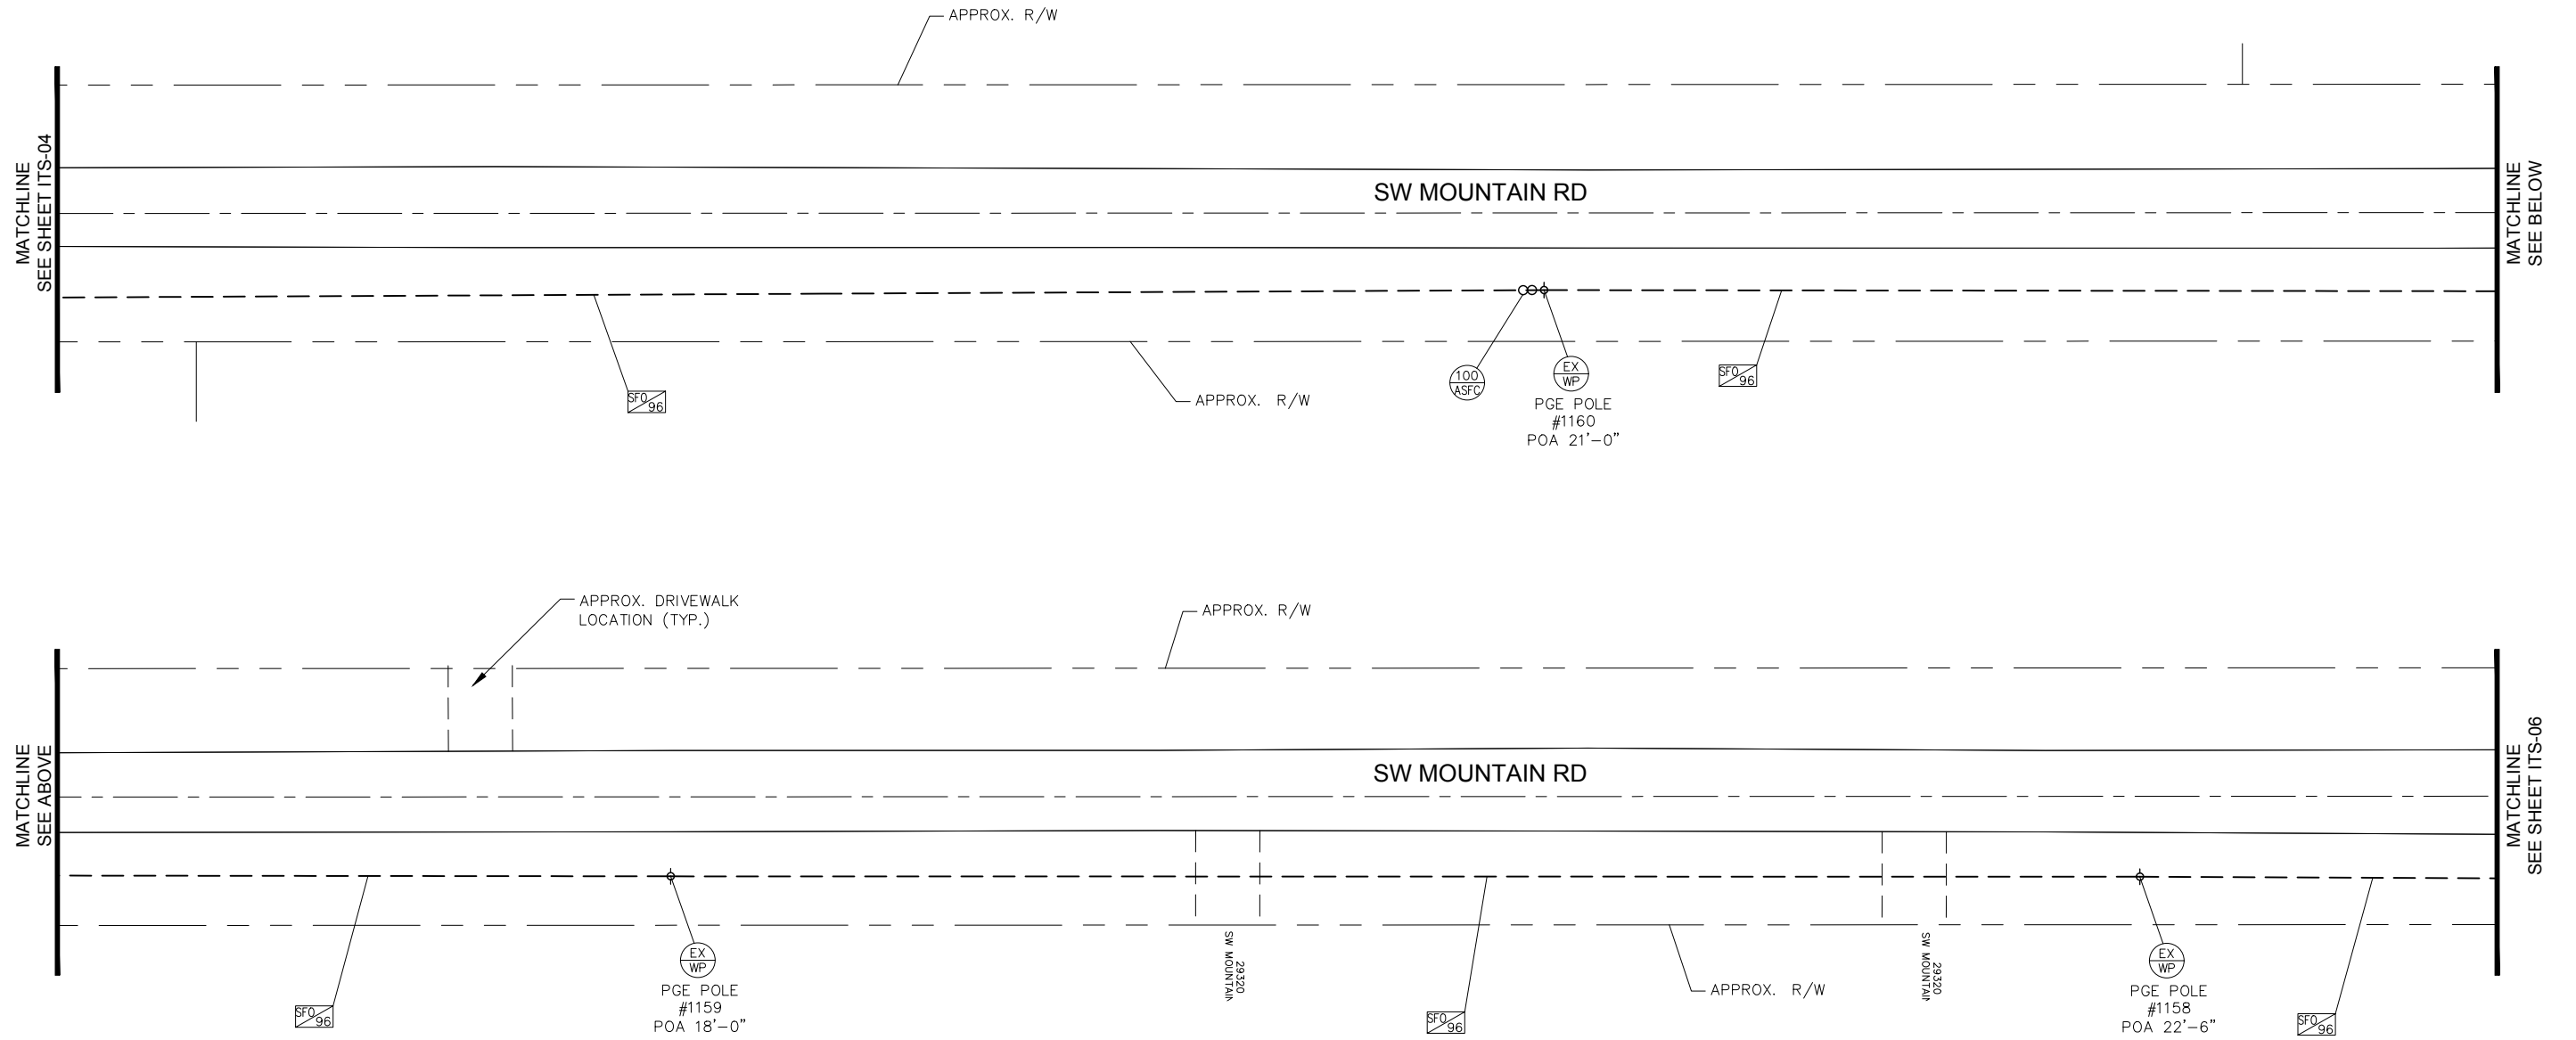 APPROX. R/W
MATCHLINE
SEE SHEET ITS-04
SW MOUNTAIN RD
MATCHLINE
SEE BELOW
SFO
96
APPROX. R/W
100
ASFC
EX
WP
PGE POLE
#1160
POA 21'-0"
SFO
96
APPROX. DRIVEWALK
LOCATION (TYP.)
APPROX. R/W
MATCHLINE
SEE ABOVE
SW MOUNTAIN RD
MATCHLINE
SEE SHEET ITS-06
SFO
96
EX
WP
PGE POLE
#1159
POA 18'-0"
29320
SW MOUNTAIN
SFO
96
APPROX. R/W
29320
SW MOUNTAIN
EX
WP
PGE POLE
#1158
POA 22'-6"
SFO
96